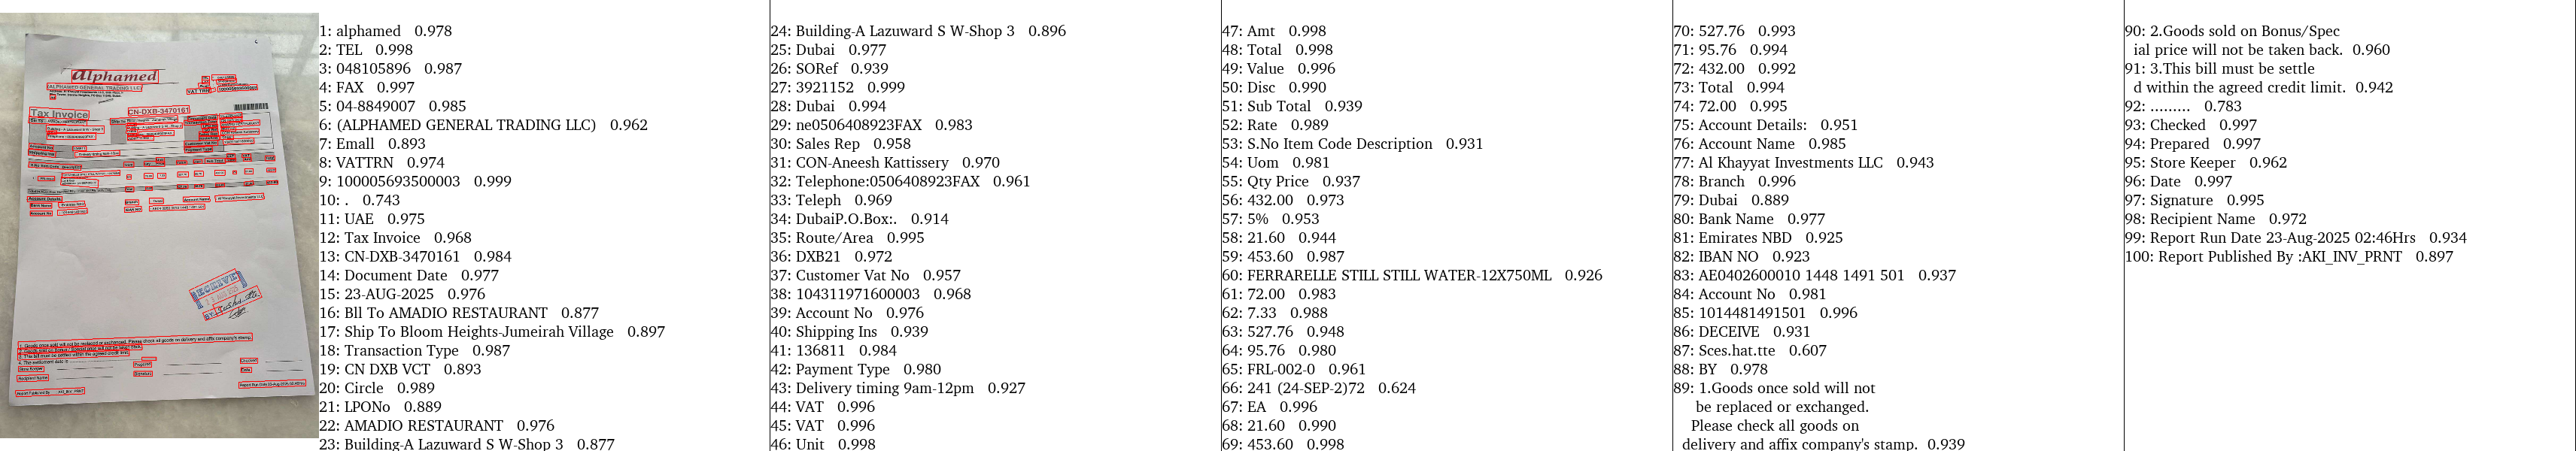 1: alphamed 0.978
2: TEL 0.998
3: 048105896 0.987
4: FAX 0.997
5: 04-8849007 0.985
6: (ALPHAMED GENERAL TRADING LLC) 0.962
7: Emall 0.893
8: VATTRN 0.974
9: 100005693500003 0.999
10: . 0.743
11: UAE 0.975
12: Tax Invoice 0.968
13: CN-DXB-3470161 0.984
14: Document Date 0.977
15: 23-AUG-2025 0.976
16: Bll To AMADIO RESTAURANT 0.877
17: Ship To Bloom Heights-Jumeirah Village 0.897
18: Transaction Type 0.987
19: CN DXB VCT 0.893
20: Circle 0.989
21: LPONo 0.889
22: AMADIO RESTAURANT 0.976
23: Building-A Lazuward S W-Shop 3 0.877
24: Building-A Lazuward S W-Shop 3 0.896
25: Dubai 0.977
26: SORef 0.939
27: 3921152 0.999
28: Dubai 0.994
29: ne0506408923FAX 0.983
30: Sales Rep 0.958
31: CON-Aneesh Kattissery 0.970
32: Telephone:0506408923FAX 0.961
33: Teleph 0.969
34: DubaiP.O.Box:. 0.914
35: Route/Area 0.995
36: DXB21 0.972
37: Customer Vat No 0.957
38: 104311971600003 0.968
39: Account No 0.976
40: Shipping Ins 0.939
41: 136811 0.984
42: Payment Type 0.980
43: Delivery timing 9am-12pm 0.927
44: VAT 0.996
45: VAT 0.996
46: Unit 0.998
47: Amt 0.998
48: Total 0.998
49: Value 0.996
50: Disc 0.990
51: Sub Total 0.939
52: Rate 0.989
53: S.No Item Code Description 0.931
54: Uom 0.981
55: Qty Price 0.937
56: 432.00 0.973
57: 5% 0.953
58: 21.60 0.944
59: 453.60 0.987
60: FERRARELLE STILL STILL WATER-12X750ML 0.926
61: 72.00 0.983
62: 7.33 0.988
63: 527.76 0.948
64: 95.76 0.980
65: FRL-002-0 0.961
66: 241 (24-SEP-2)72 0.624
67: EA 0.996
68: 21.60 0.990
69: 453.60 0.998
70: 527.76 0.993
71: 95.76 0.994
72: 432.00 0.992
73: Total 0.994
74: 72.00 0.995
75: Account Details: 0.951
76: Account Name 0.985
77: Al Khayyat Investments LLC 0.943
78: Branch 0.996
79: Dubai 0.889
80: Bank Name 0.977
81: Emirates NBD 0.925
82: IBAN NO 0.923
83: AE0402600010 1448 1491 501 0.937
84: Account No 0.981
85: 1014481491501 0.996
86: DECEIVE 0.931
87: Sces.hat.tte 0.607
88: BY 0.978
89: 1.Goods once sold will not
be replaced or exchanged.
Please check all goods on
delivery and affix company's stamp. 0.939
90: 2.Goods sold on Bonus/Spec
ial price will not be taken back. 0.960
91: 3.This bill must be settle
d within the agreed credit limit. 0.942
92: ......... 0.783
93: Checked 0.997
94: Prepared 0.997
95: Store Keeper 0.962
96: Date 0.997
97: Signature 0.995
98: Recipient Name 0.972
99: Report Run Date 23-Aug-2025 02:46Hrs 0.934
100: Report Published By :AKI_INV_PRNT 0.897